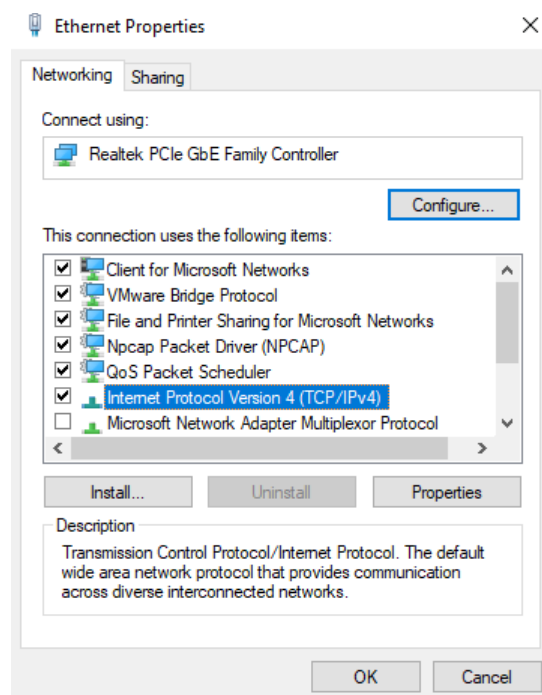 Ethernet Properties
Networking
Sharing
Connect using:
Realtek PCIe GbE Family Controller
Configure...
This connection uses the following items:
Client for Microsoft Networks
VMware Bridge Protocol
File and Printer Sharing for Microsoft Networks
Npcap Packet Driver (NPCAP)
QoS Packet Scheduler
Internet Protocol Version 4 (TCP/IPv4)
Microsoft Network Adapter Multiplexor Protocol
Install...
Uninstall
Properties
Description
Transmission Control Protocol/Internet Protocol. The default
wide area network protocol that provides communication
across diverse interconnected networks.
OK
Cancel